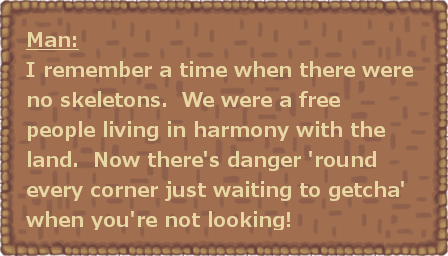 Man:
I remember a time when there were
no skeletons.  We were a free
people living in harmony with the
land.  Now there's danger 'round
every corner just waiting to getcha'
when you're not looking!